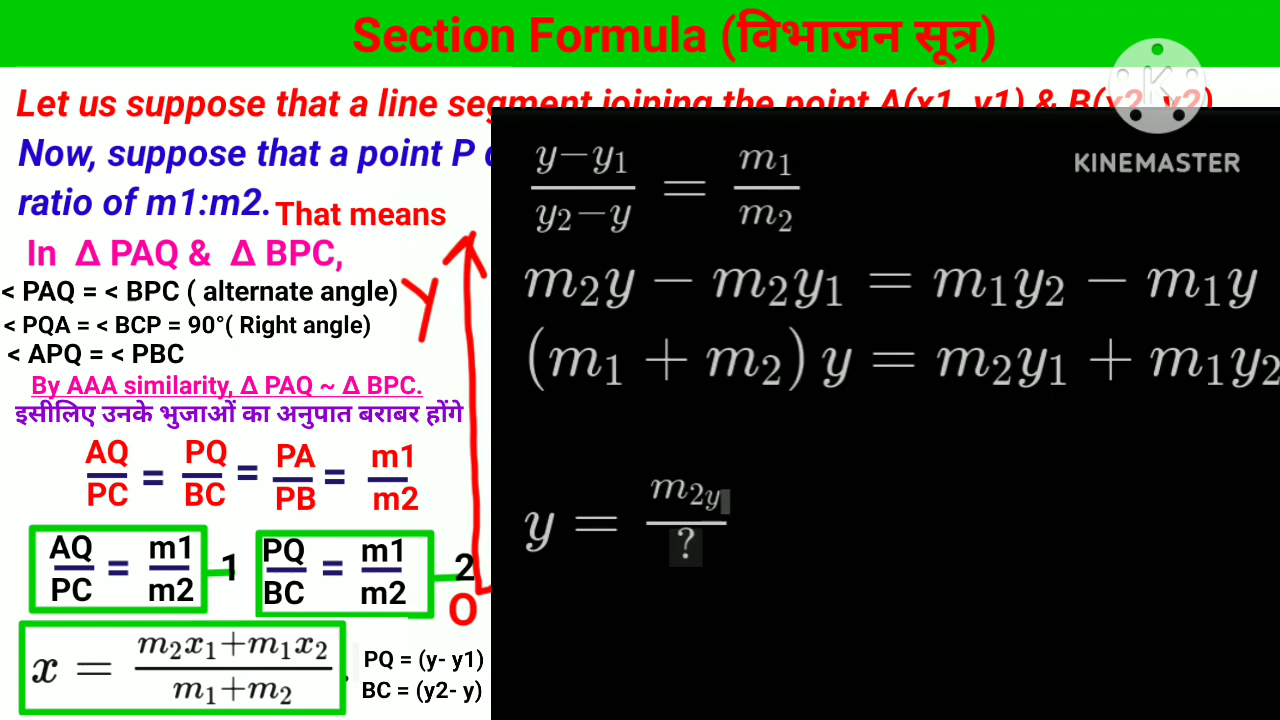 Section Formula (विभाजन सूत्र)
Let us suppose that a line segment joining the point A(x1, y1) & B(x2, y2)
Now, suppose that a point P
ratio of m1:m2. That means
In Δ PAQ & Δ BPC,
< PAQ = < BPC ( alternate angle)
< PQA = < BCP = 90°( Right angle)
< APQ = < PBC
By AAA similarity, Δ PAQ ~ Δ BPC.
इसीलिए उनके भुजाओं का अनुपात बराबर होंगे
AQ/PC = PQ/BC = PA/PB = m1/m2
AQ/PC = m1/m2 - 1
PQ/BC = m1/m2 - 2
x = (m₂x₁+m₁x₂)/(m₁+m₂)
PQ = (y- y1)
BC = (y2- y)
Y
O
KINEMASTER
(y−y₁)/(y₂−y) = m₁/m₂
m₂y − m₂y₁ = m₁y₂ − m₁y
(m₁ + m₂) y = m₂y₁ + m₁y₂
y = m₂y/?